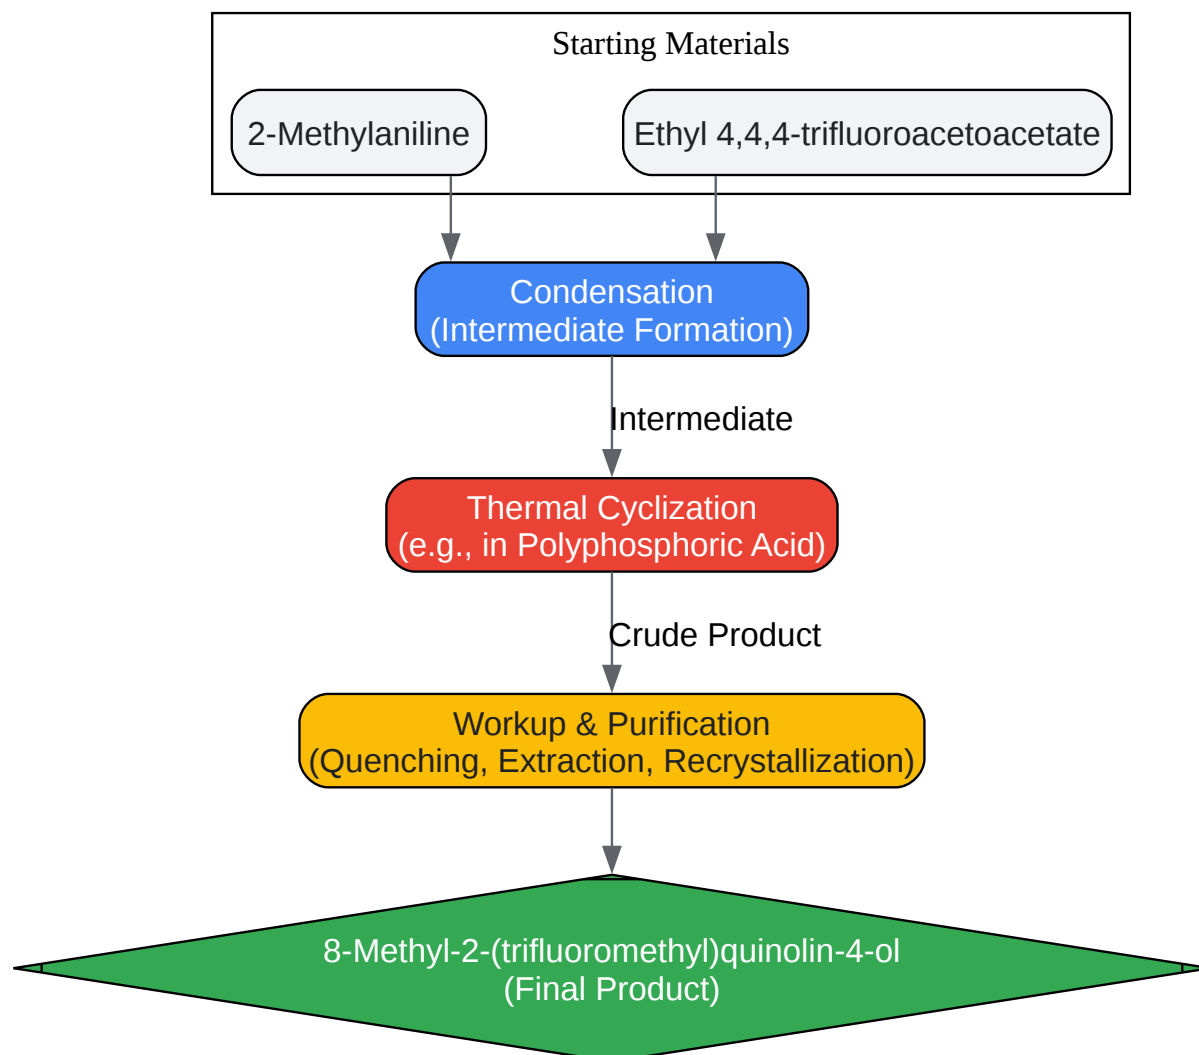 Starting Materials
2-Methylaniline
Ethyl 4,4,4-trifluoroacetoacetate
Condensation
(Intermediate Formation)
Intermediate
Thermal Cyclization
(e.g., in Polyphosphoric Acid)
Crude Product
Workup & Purification
(Quenching, Extraction, Recrystallization)
8-Methyl-2-(trifluoromethyl)quinolin-4-ol
(Final Product)